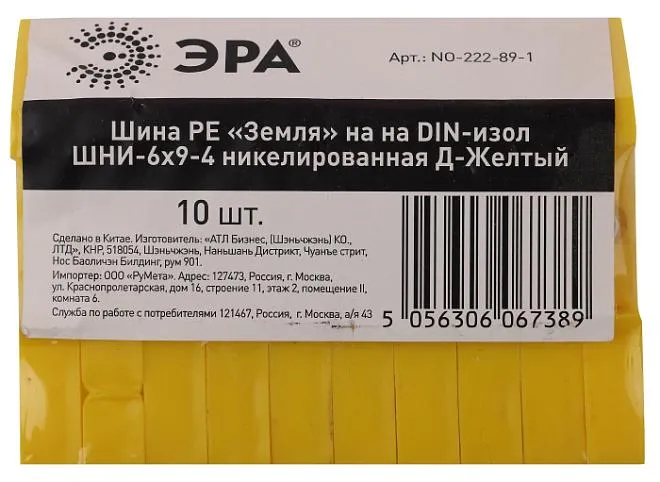 ЭРА®
Арт.: NO-222-89-1
Шина PE «Земля» на на DIN-изол
ШНИ-6х9-4 никелированная Д-Желтый
10 шт.
Сделано в Китае. Изготовитель: «АТЛ Бизнес, (Шэньчжэнь) КО.,
ЛТД», КНР, 518054, Шэньчжэнь, Наньшань Дистрикт, Чуанъе стрит,
Нос Баоличэн Билдинг, рум 901.
Импортер: ООО «РуМета». Адрес: 127473, Россия, г. Москва,
ул. Краснопролетарская, дом 16, строение 11, этаж 2, помещение II,
комната 6.
Служба по работе с потребителями 121467, Россия, г. Москва, а/я 43
5 056306 067389